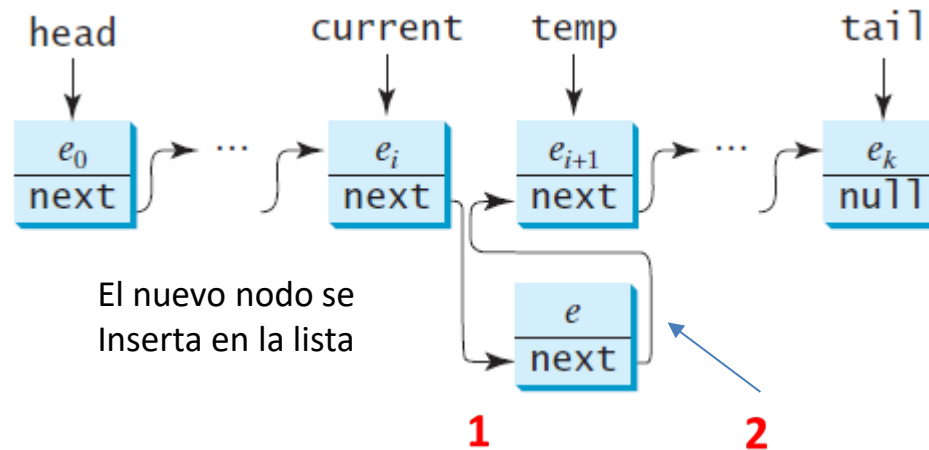 head current temp tail
e0 ... ei ei+1 ... ek
next next next null
El nuevo nodo se
Inserta en la lista
e
next
1 2